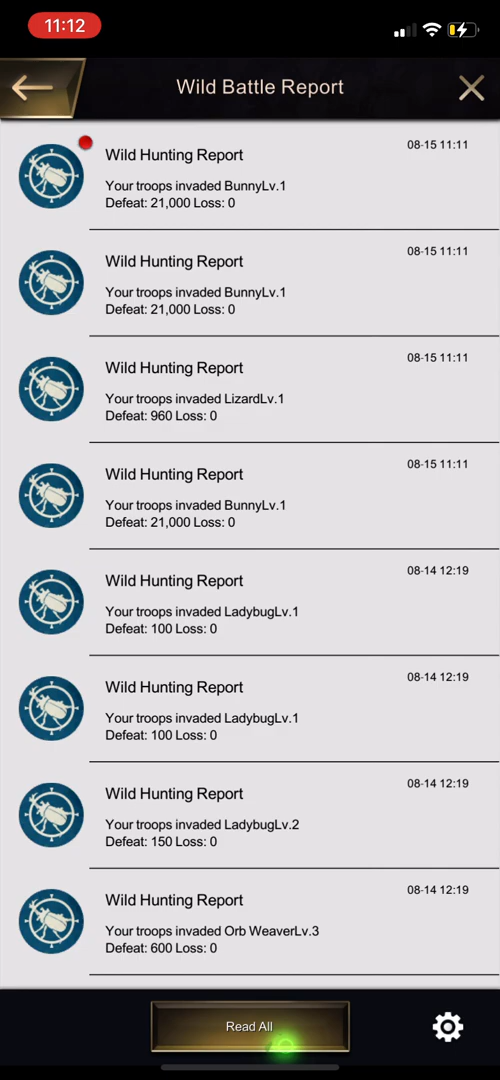 11:12
Wild Battle Report
Wild Hunting Report
08-15 11:11
Your troops invaded BunnyLv.1
Defeat: 21,000 Loss: 0
Wild Hunting Report
08-15 11:11
Your troops invaded BunnyLv.1
Defeat: 21,000 Loss: 0
Wild Hunting Report
08-15 11:11
Your troops invaded LizardLv.1
Defeat: 960 Loss: 0
Wild Hunting Report
08-15 11:11
Your troops invaded BunnyLv.1
Defeat: 21,000 Loss: 0
Wild Hunting Report
08-14 12:19
Your troops invaded LadybugLv.1
Defeat: 100 Loss: 0
Wild Hunting Report
08-14 12:19
Your troops invaded LadybugLv.1
Defeat: 100 Loss: 0
Wild Hunting Report
08-14 12:19
Your troops invaded LadybugLv.2
Defeat: 150 Loss: 0
Wild Hunting Report
08-14 12:19
Your troops invaded Orb WeaverLv.3
Defeat: 600 Loss: 0
Read All